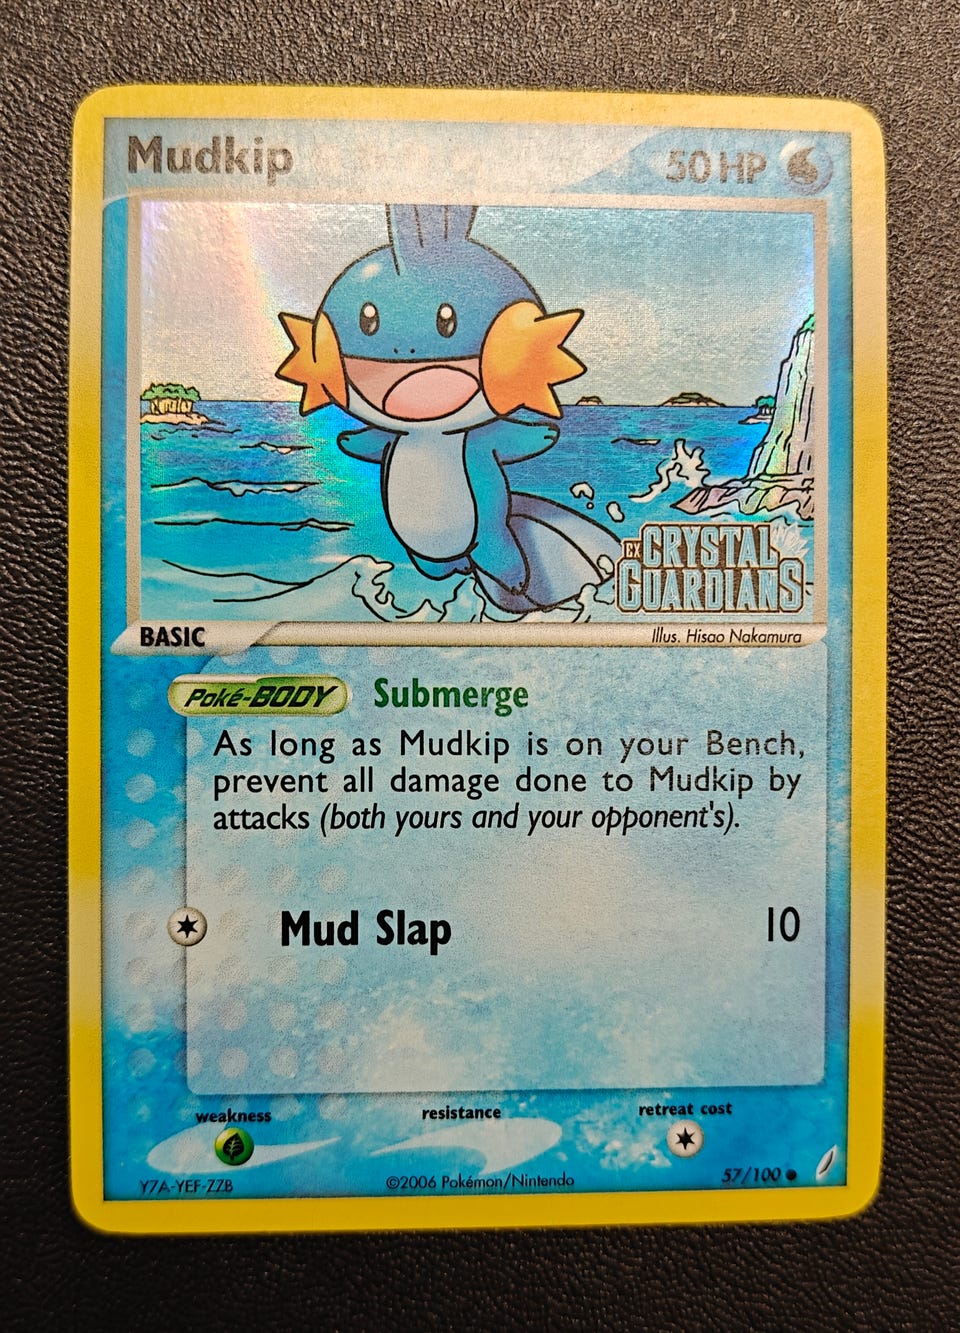 Mudkip
50 HP
EX
CRYSTAL
GUARDIANS
BASIC
Illus. Hisao Nakamura
Poké-BODY Submerge
As long as Mudkip is on your Bench,
prevent all damage done to Mudkip by
attacks (both yours and your opponent's).
Mud Slap 10
weakness
resistance
retreat cost
Y7A-YEF-ZZB
©2006 Pokémon/Nintendo
57/100